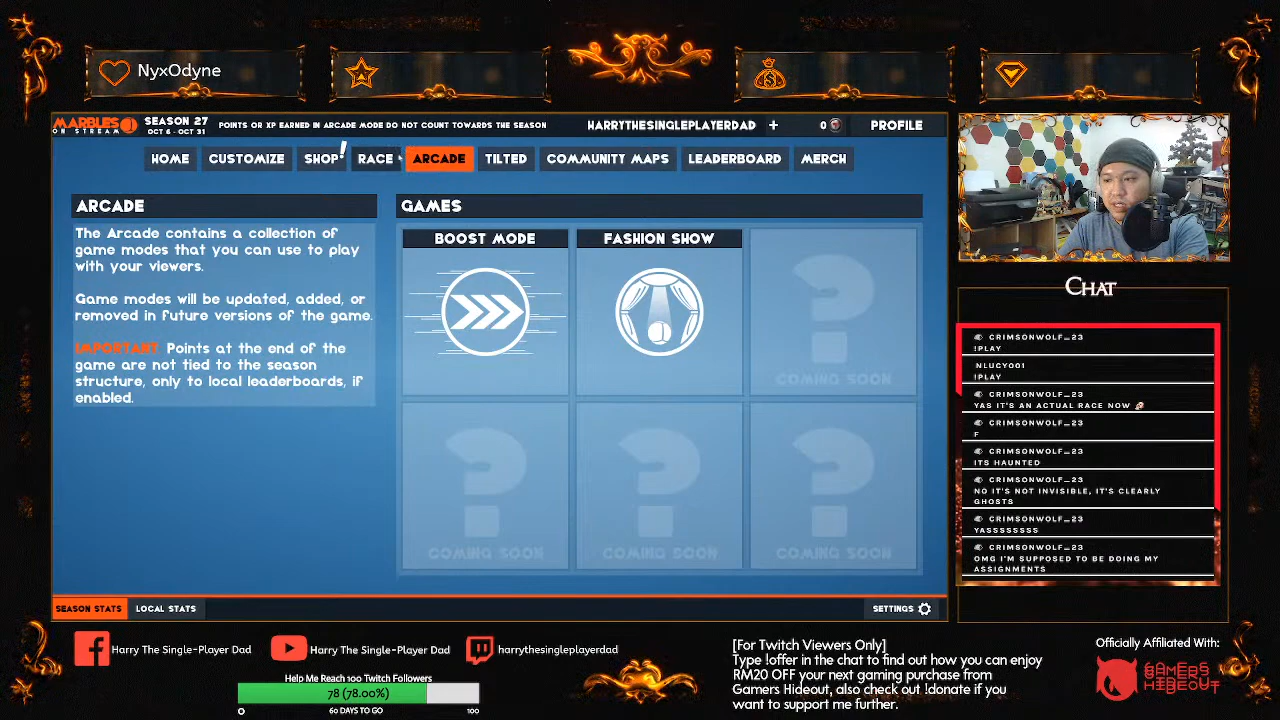 NyxOdyne
MARBLES
ON STREAM
SEASON 27
OCT 6 - OCT 31
POINTS OR XP EARNED IN ARCADE MODE DO NOT COUNT TOWARDS THE SEASON
HARRYTHESINGLEPLAYERDAD +
0
PROFILE
HOME
CUSTOMIZE
SHOP!
RACE
ARCADE
TILTED
COMMUNITY MAPS
LEADERBOARD
MERCH
ARCADE
The Arcade contains a collection of
game modes that you can use to play
with your viewers.
Game modes will be updated, added, or
removed in future versions of the game.
IMPORTANT: Points at the end of the
game are not tied to the season
structure, only to local leaderboards, if
enabled.
GAMES
BOOST MODE
FASHION SHOW
?
COMING SOON
?
COMING SOON
?
COMING SOON
?
COMING SOON
SEASON STATS
LOCAL STATS
SETTINGS
CHAT
CRIMSONWOLF_23
!PLAY
NLUCY001
!PLAY
CRIMSONWOLF_23
YAS IT'S AN ACTUAL RACE NOW
CRIMSONWOLF_23
F
CRIMSONWOLF_23
ITS HAUNTED
CRIMSONWOLF_23
NO IT'S NOT INVISIBLE, IT'S CLEARLY
GHOSTS
CRIMSONWOLF_23
YASSSSSSSS
CRIMSONWOLF_23
OMG I'M SUPPOSED TO BE DOING MY
ASSIGNMENTS
Harry The Single-Player Dad
Harry The Single-Player Dad
harrythesingleplayerdad
Help Me Reach 100 Twitch Followers
78 (78.00%)
0
60 DAYS TO GO
100
[For Twitch Viewers Only]
Type !offer in the chat to find out how you can enjoy
RM20 OFF your next gaming purchase from
Gamers Hideout, also check out !donate if you
want to support me further.
Officially Affiliated With:
GAMERS
HIDEOUT